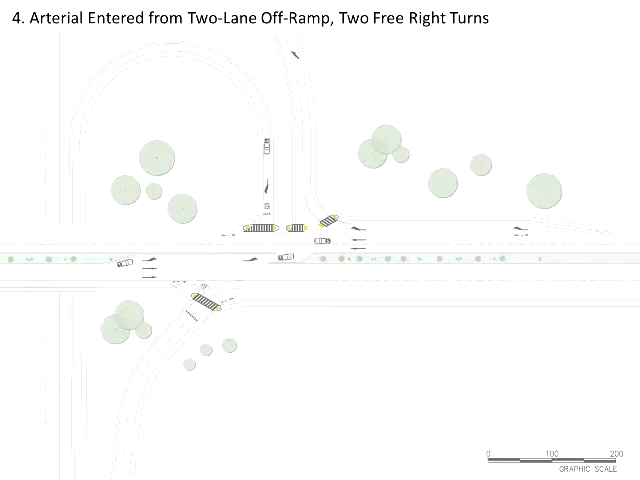 4. Arterial Entered from Two-Lane Off-Ramp, Two Free Right Turns
0 100 200
GRAPHIC SCALE